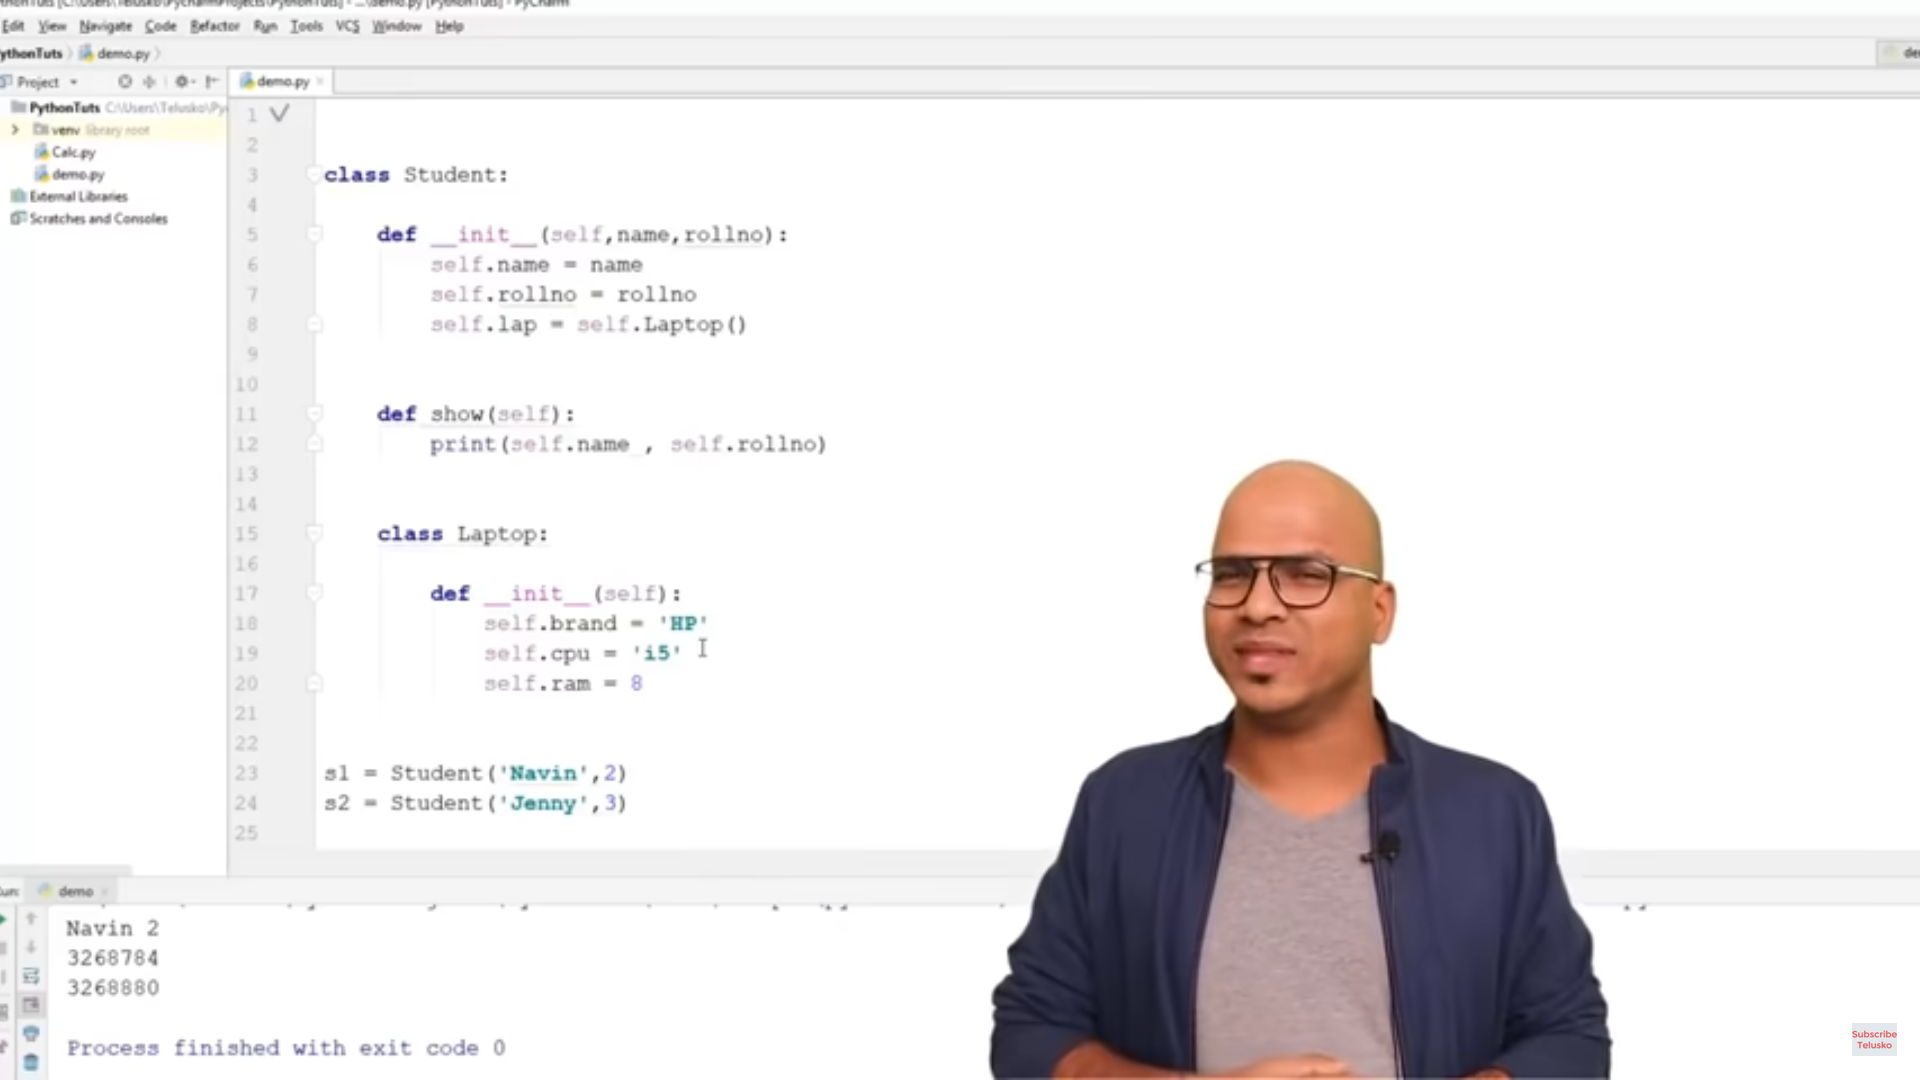 Edit View Navigate Code Refactor Run Tools VCS Window Help
demo.py
Project
demo.py
PythonTuts C:\Users\Telusko\Py
venv library root
Calc.py
demo.py
External Libraries
Scratches and Consoles
1
2
3 class Student:
4
5 def __init__(self,name,rollno):
6 self.name = name
7 self.rollno = rollno
8 self.lap = self.Laptop()
9
10
11 def show(self):
12 print(self.name , self.rollno)
13
14
15 class Laptop:
16
17 def __init__(self):
18 self.brand = 'HP'
19 self.cpu = 'i5'
20 self.ram = 8
21
22
23 s1 = Student('Navin',2)
24 s2 = Student('Jenny',3)
25
demo
Navin 2
3268784
3268880
Process finished with exit code 0
Subscribe
Telusko